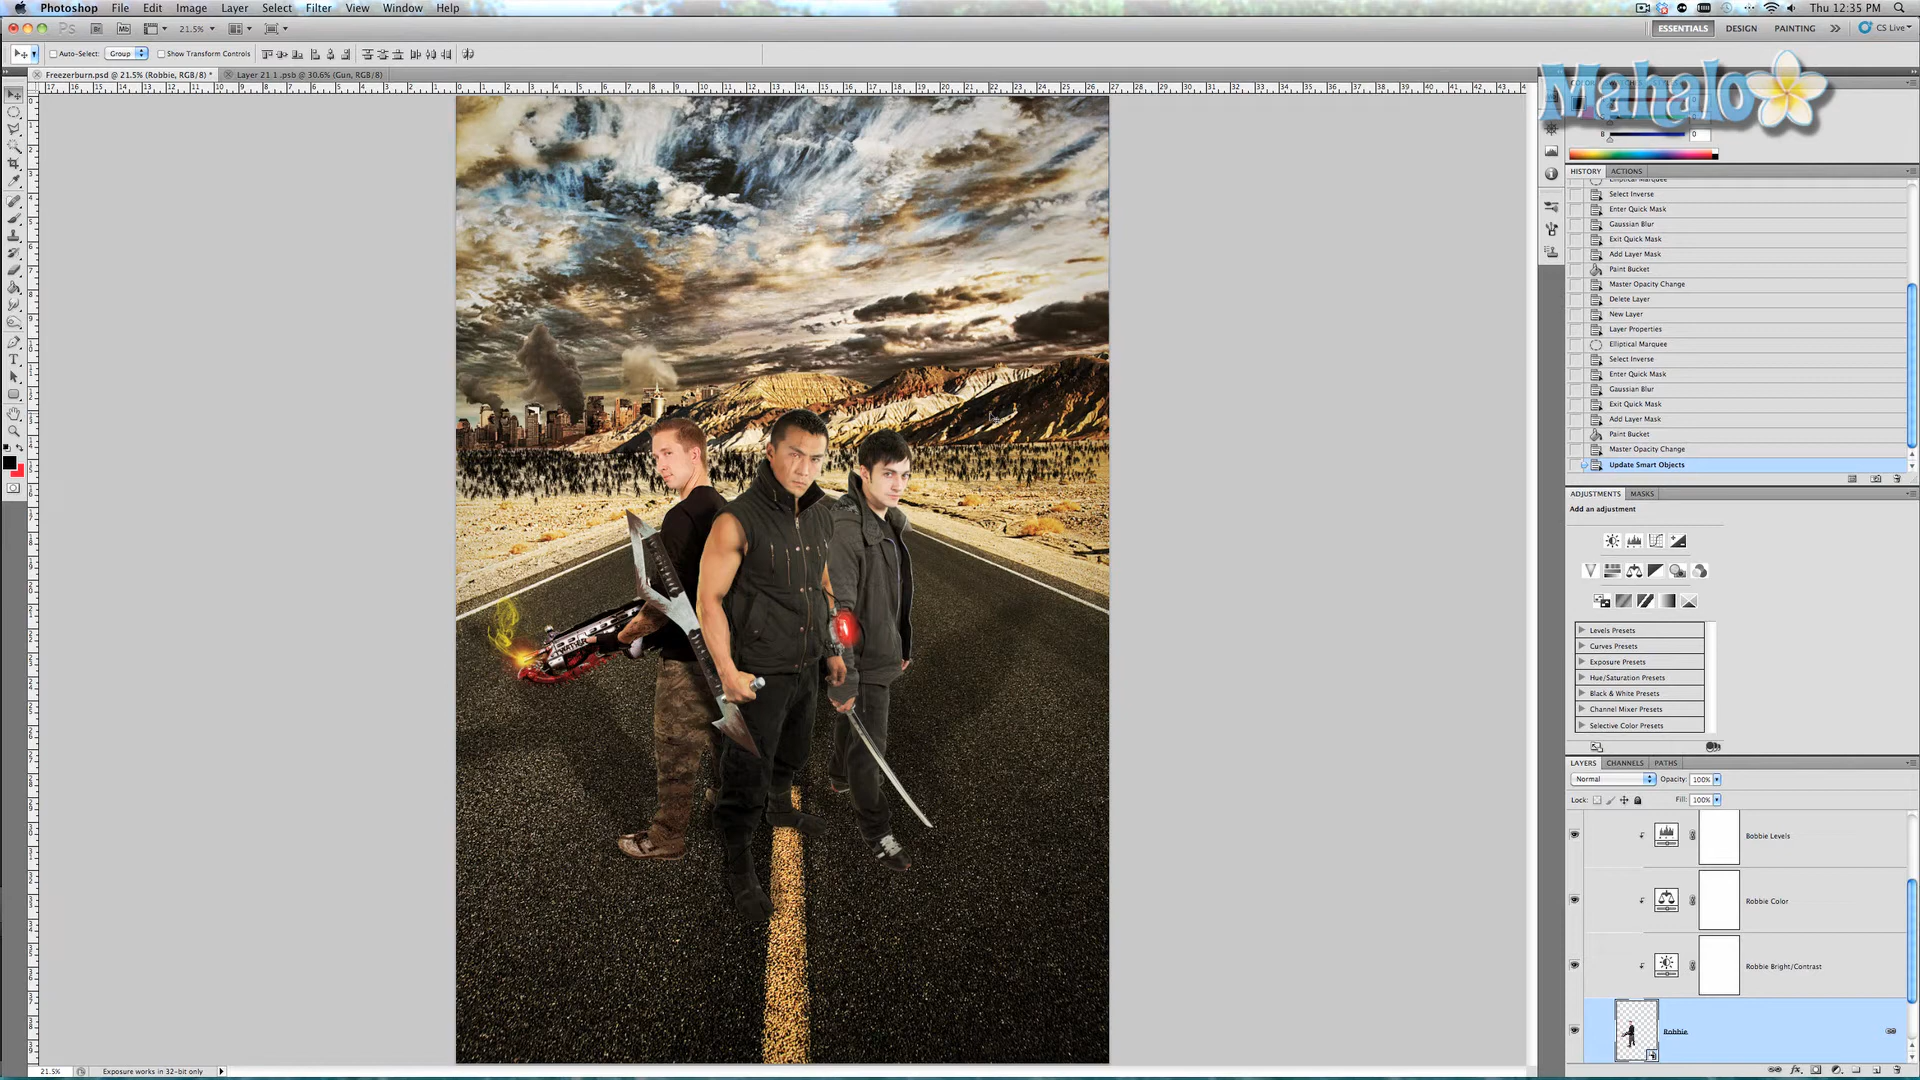 Photoshop File Edit Image Layer Select Filter View Window Help
Thu 12:35 PM
Ps Br Mb 21.5%
ESSENTIALS DESIGN PAINTING CS Live
Auto-Select: Group Show Transform Controls
Freezerburn.psd @ 21.5% (Robbie, RGB/8) *
Layer 21 1 .psb @ 30.6% (Gun, RGB/8)
Mahalo
B 0
HISTORY ACTIONS
Elliptical Marquee
Select Inverse
Enter Quick Mask
Gaussian Blur
Exit Quick Mask
Add Layer Mask
Paint Bucket
Master Opacity Change
Delete Layer
New Layer
Layer Properties
Elliptical Marquee
Select Inverse
Enter Quick Mask
Gaussian Blur
Exit Quick Mask
Add Layer Mask
Paint Bucket
Master Opacity Change
Update Smart Objects
ADJUSTMENTS MASKS
Add an adjustment
Levels Presets
Curves Presets
Exposure Presets
Hue/Saturation Presets
Black & White Presets
Channel Mixer Presets
Selective Color Presets
LAYERS CHANNELS PATHS
Normal Opacity: 100%
Lock: Fill: 100%
Bobbie Levels
Robbie Color
Robbie Bright/Contrast
Robbie
21.5% Exposure works in 32-bit only